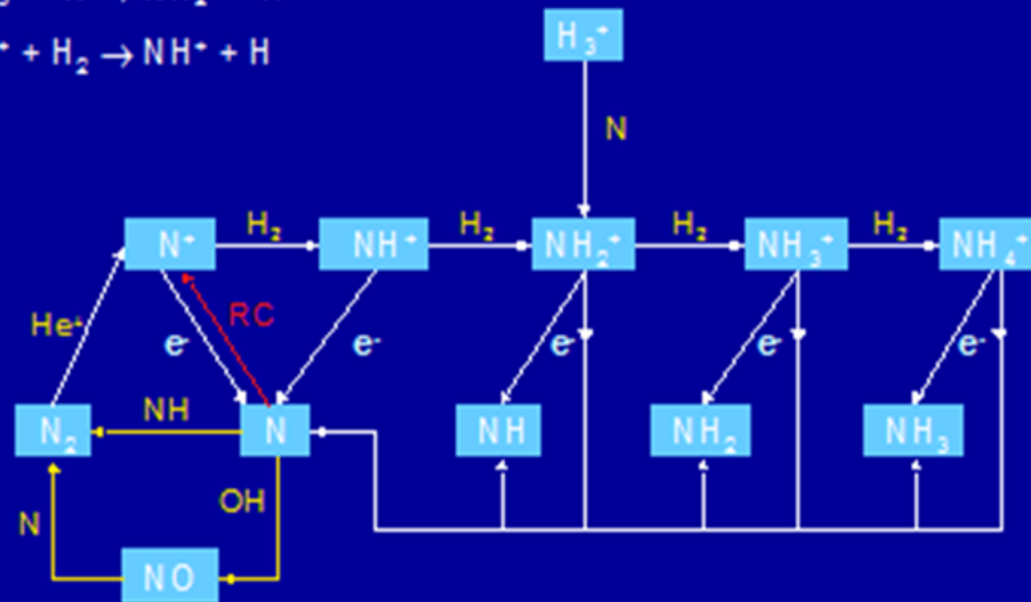 ⁺ + H₂ → NH⁺ + H
H₃⁺
N
N⁺ H₂ NH⁺ H₂ NH₂⁺ H₂ NH₃⁺ H₂ NH₄⁺
He⁺ e⁻ RC e⁻ e⁻ e⁻ e⁻
N₂ NH N NH NH₂ NH₃
N OH
NO